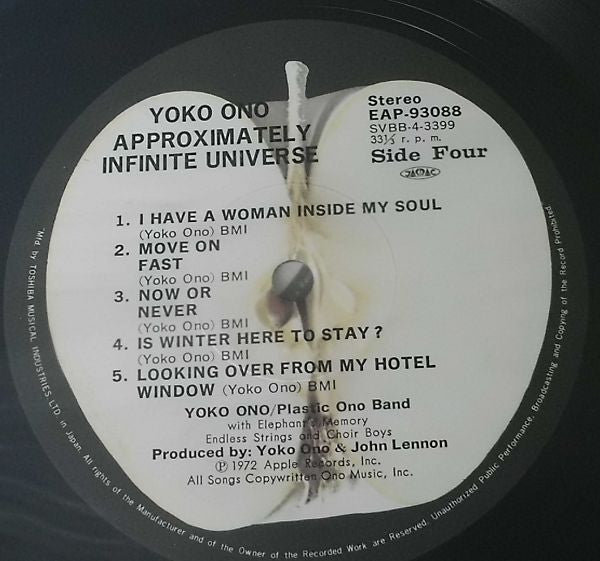 YOKO ONO
APPROXIMATELY
INFINITE UNIVERSE
Stereo
EAP-93088
SVBB-4-3399
33⅓ r. p. m.
Side Four
JASRAC
1. I HAVE A WOMAN INSIDE MY SOUL
(Yoko Ono) BMI
2. MOVE ON
FAST
(Yoko Ono) BMI
3. NOW OR
NEVER
(Yoko Ono) BMI
4. IS WINTER HERE TO STAY?
(Yoko Ono) BMI
5. LOOKING OVER FROM MY HOTEL
WINDOW (Yoko Ono) BMI
YOKO ONO/Plastic Ono Band
with Elephant's Memory
Endless Strings and Choir Boys
Produced by: Yoko Ono & John Lennon
Ⓟ 1972 Apple Records, Inc.
All Songs Copywritten Ono Music, Inc.
Mfd by TOSHIBA MUSICAL INDUSTRIES LTD. in Japan. All rights of the Manufacturer and of the Owner of the Recorded Work are Reserved. Unauthorized Public Performance, Broadcasting and Copying of the Record Prohibited